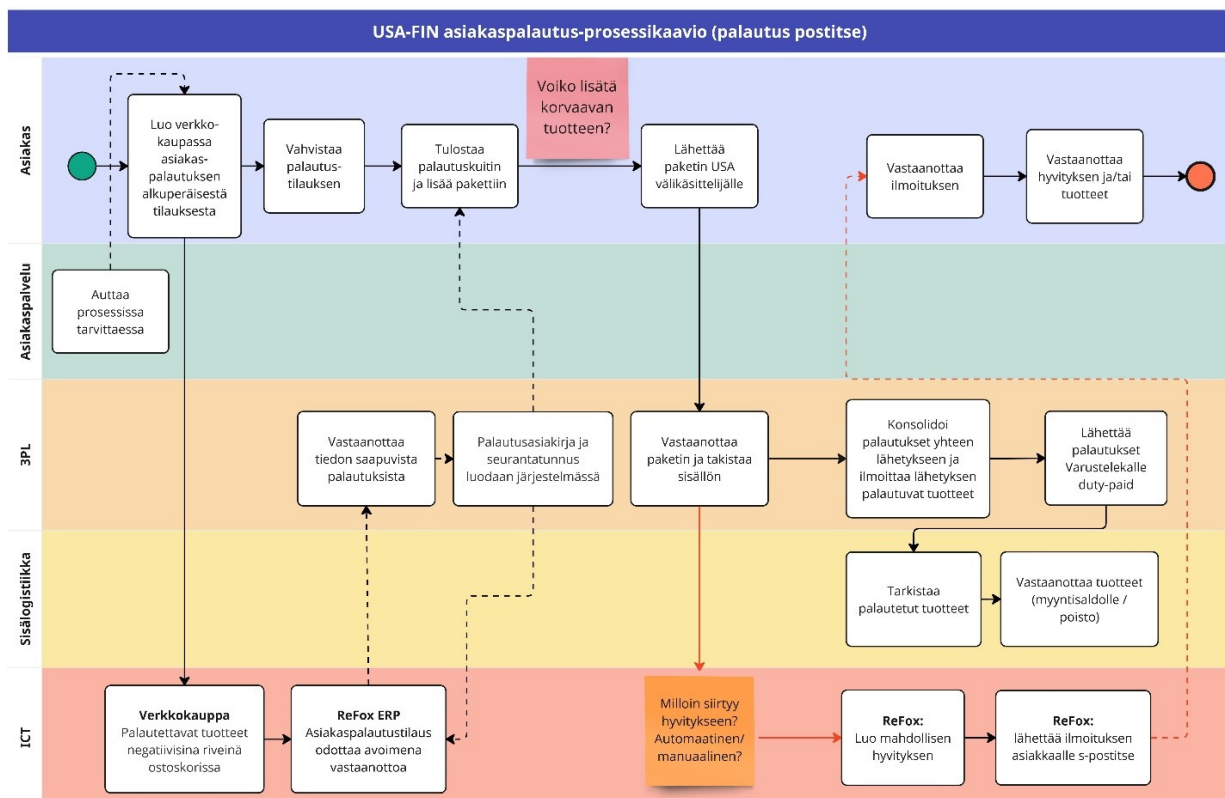 USA-FIN asiakaspalautus-prosessikaavio (palautus postitse)
Asiakas
Luo verkko-
kaupassa
asiakas-
palautuksen
alkuperäisestä
tilauksesta
Vahvistaa
palautus-
tilauksen
Tulostaa
palautuskuitin
ja lisää pakettiin
Voiko lisätä
korvaavan
tuotteen?
Lähettää
paketin USA
välikäsittelijälle
Vastaanottaa
ilmoituksen
Vastaanottaa
hyvityksen ja/tai
tuotteet
Asiakaspalvelu
Auttaa
prosessissa
tarvittaessa
3PL
Vastaanottaa
tiedon saapuvista
palautuksista
Palautusasiakirja ja
seurantatunnus
luodaan järjestelmässä
Vastaanottaa
paketin ja takistaa
sisällön
Konsolidoi
palautukset yhteen
lähetykseen ja
ilmoittaa lähetyksen
palautuvat tuotteet
Lähettää
palautukset
Varustelekalle
duty-paid
Sisälogistiikka
Tarkistaa
palautetut tuotteet
Vastaanottaa tuotteet
(myyntisaldolle /
poisto)
ICT
Verkkokauppa
Palautettavat tuotteet
negatiivisina riveinä
ostoskorissa
ReFox ERP
Asiakaspalautustilaus
odottaa avoimena
vastaanottoa
Milloin siirtyy
hyvitykseen?
Automaatinen/
manuaalinen?
ReFox:
Luo mahdollisen
hyvityksen
ReFox:
lähettää ilmoituksen
asiakkaalle s-postitse